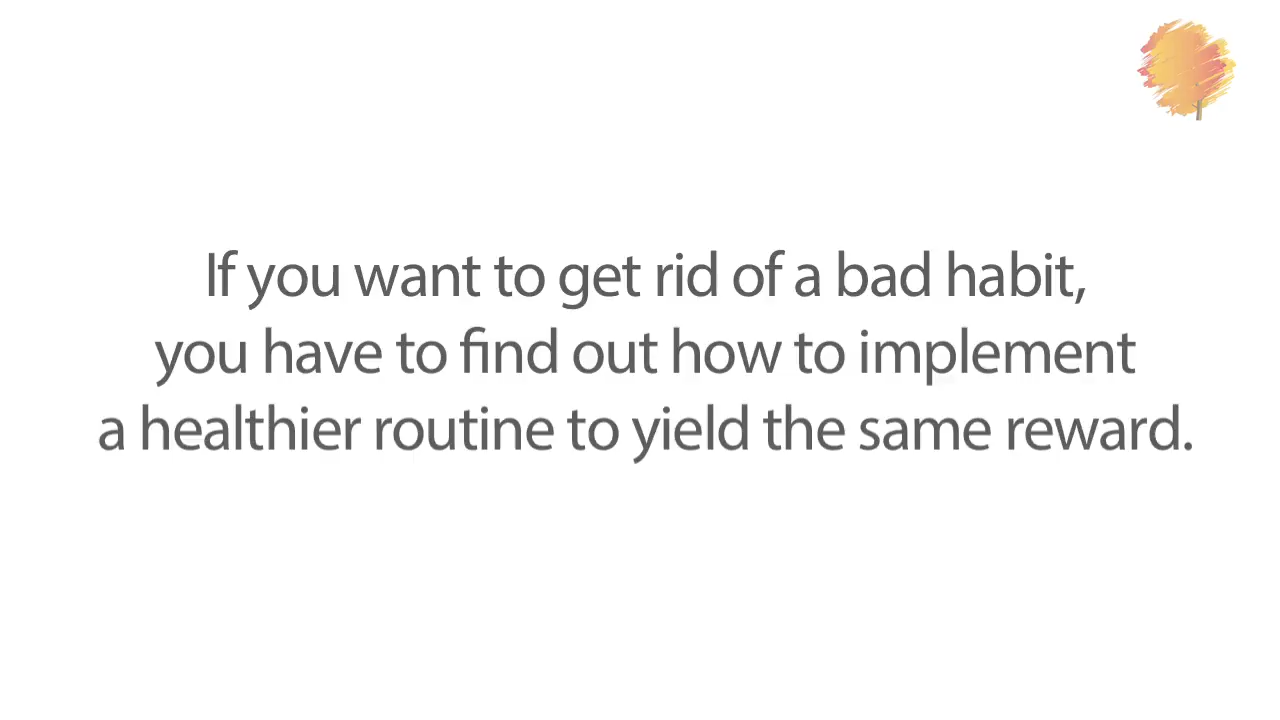 If you want to get rid of a bad habit,
you have to find out how to implement
a healthier routine to yield the same reward.